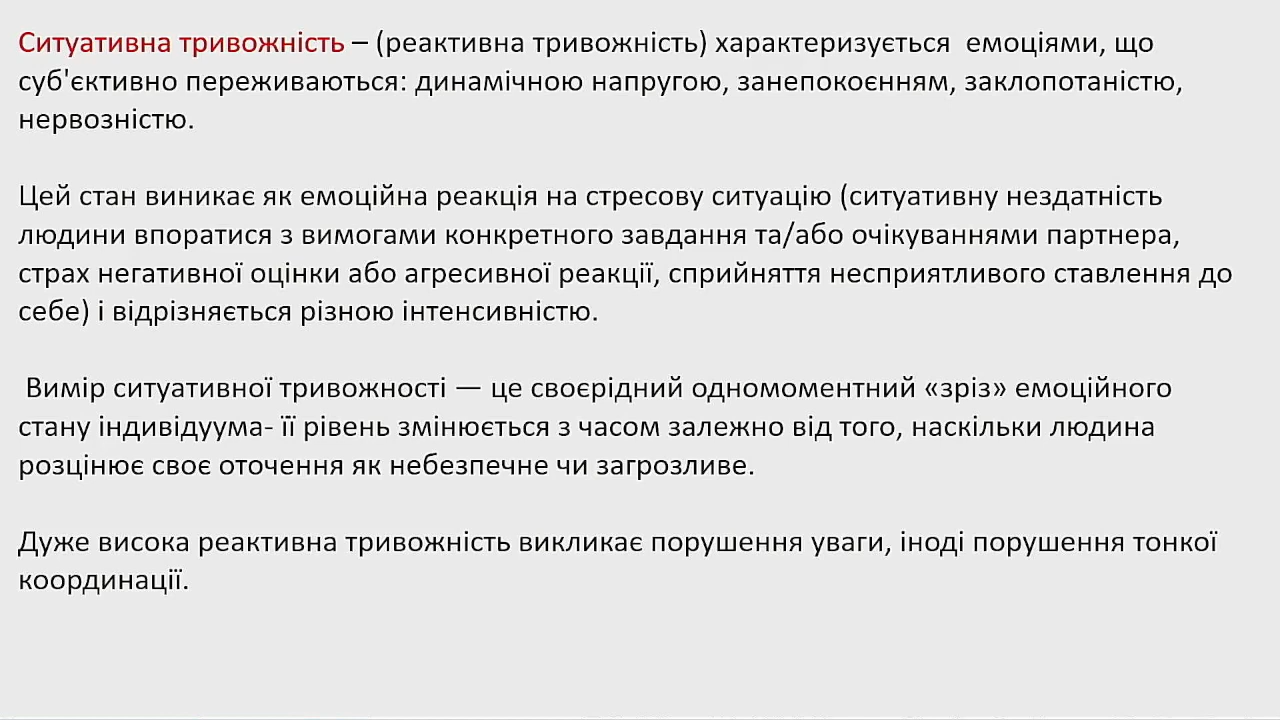 Ситуативна тривожність – (реактивна тривожність) характеризується  емоціями, що
суб'єктивно переживаються: динамічною напругою, занепокоєнням, заклопотаністю,
нервозністю.
Цей стан виникає як емоційна реакція на стресову ситуацію (ситуативну нездатність
людини впоратися з вимогами конкретного завдання та/або очікуваннями партнера,
страх негативної оцінки або агресивної реакції, сприйняття несприятливого ставлення до
себе) і відрізняється різною інтенсивністю.
Вимір ситуативної тривожності — це своєрідний одномоментний «зріз» емоційного
стану індивідуума- її рівень змінюється з часом залежно від того, наскільки людина
розцінює своє оточення як небезпечне чи загрозливе.
Дуже висока реактивна тривожність викликає порушення уваги, іноді порушення тонкої
координації.